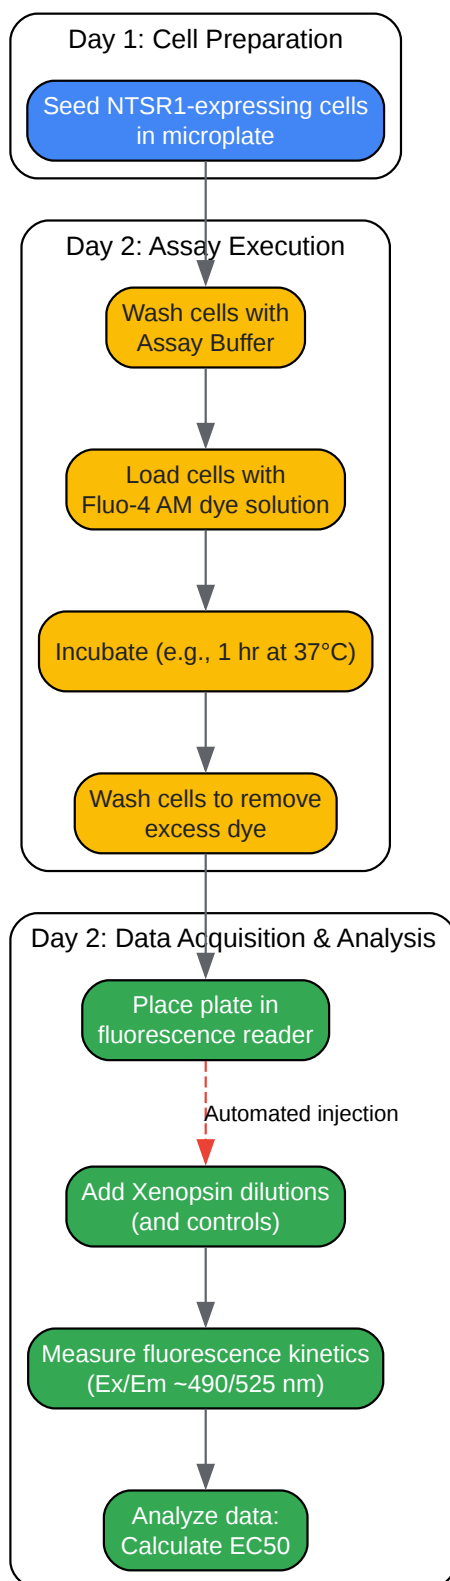 Day 1: Cell Preparation
Seed NTSR1-expressing cells
in microplate
Day 2: Assay Execution
Wash cells with
Assay Buffer
Load cells with
Fluo-4 AM dye solution
Incubate (e.g., 1 hr at 37°C)
Wash cells to remove
excess dye
Day 2: Data Acquisition & Analysis
Place plate in
fluorescence reader
Automated injection
Add Xenopsin dilutions
(and controls)
Measure fluorescence kinetics
(Ex/Em ~490/525 nm)
Analyze data:
Calculate EC50